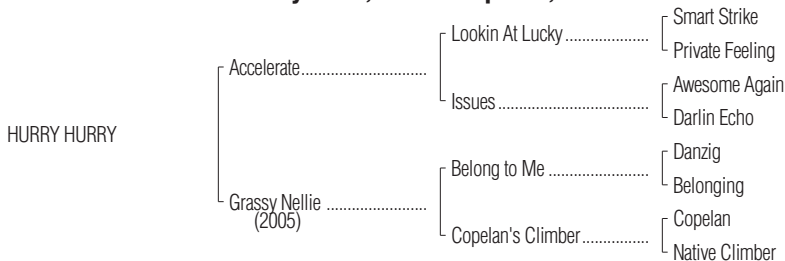 Smart Strike
Lookin At Lucky ....................
Private Feeling
Accelerate..............................
Awesome Again
Issues ....................................
Darlin Echo
HURRY HURRY
Danzig
Belong to Me ........................
Belonging
Grassy Nellie ........................
(2005)
Copelan
Copelan's Climber................
Native Climber